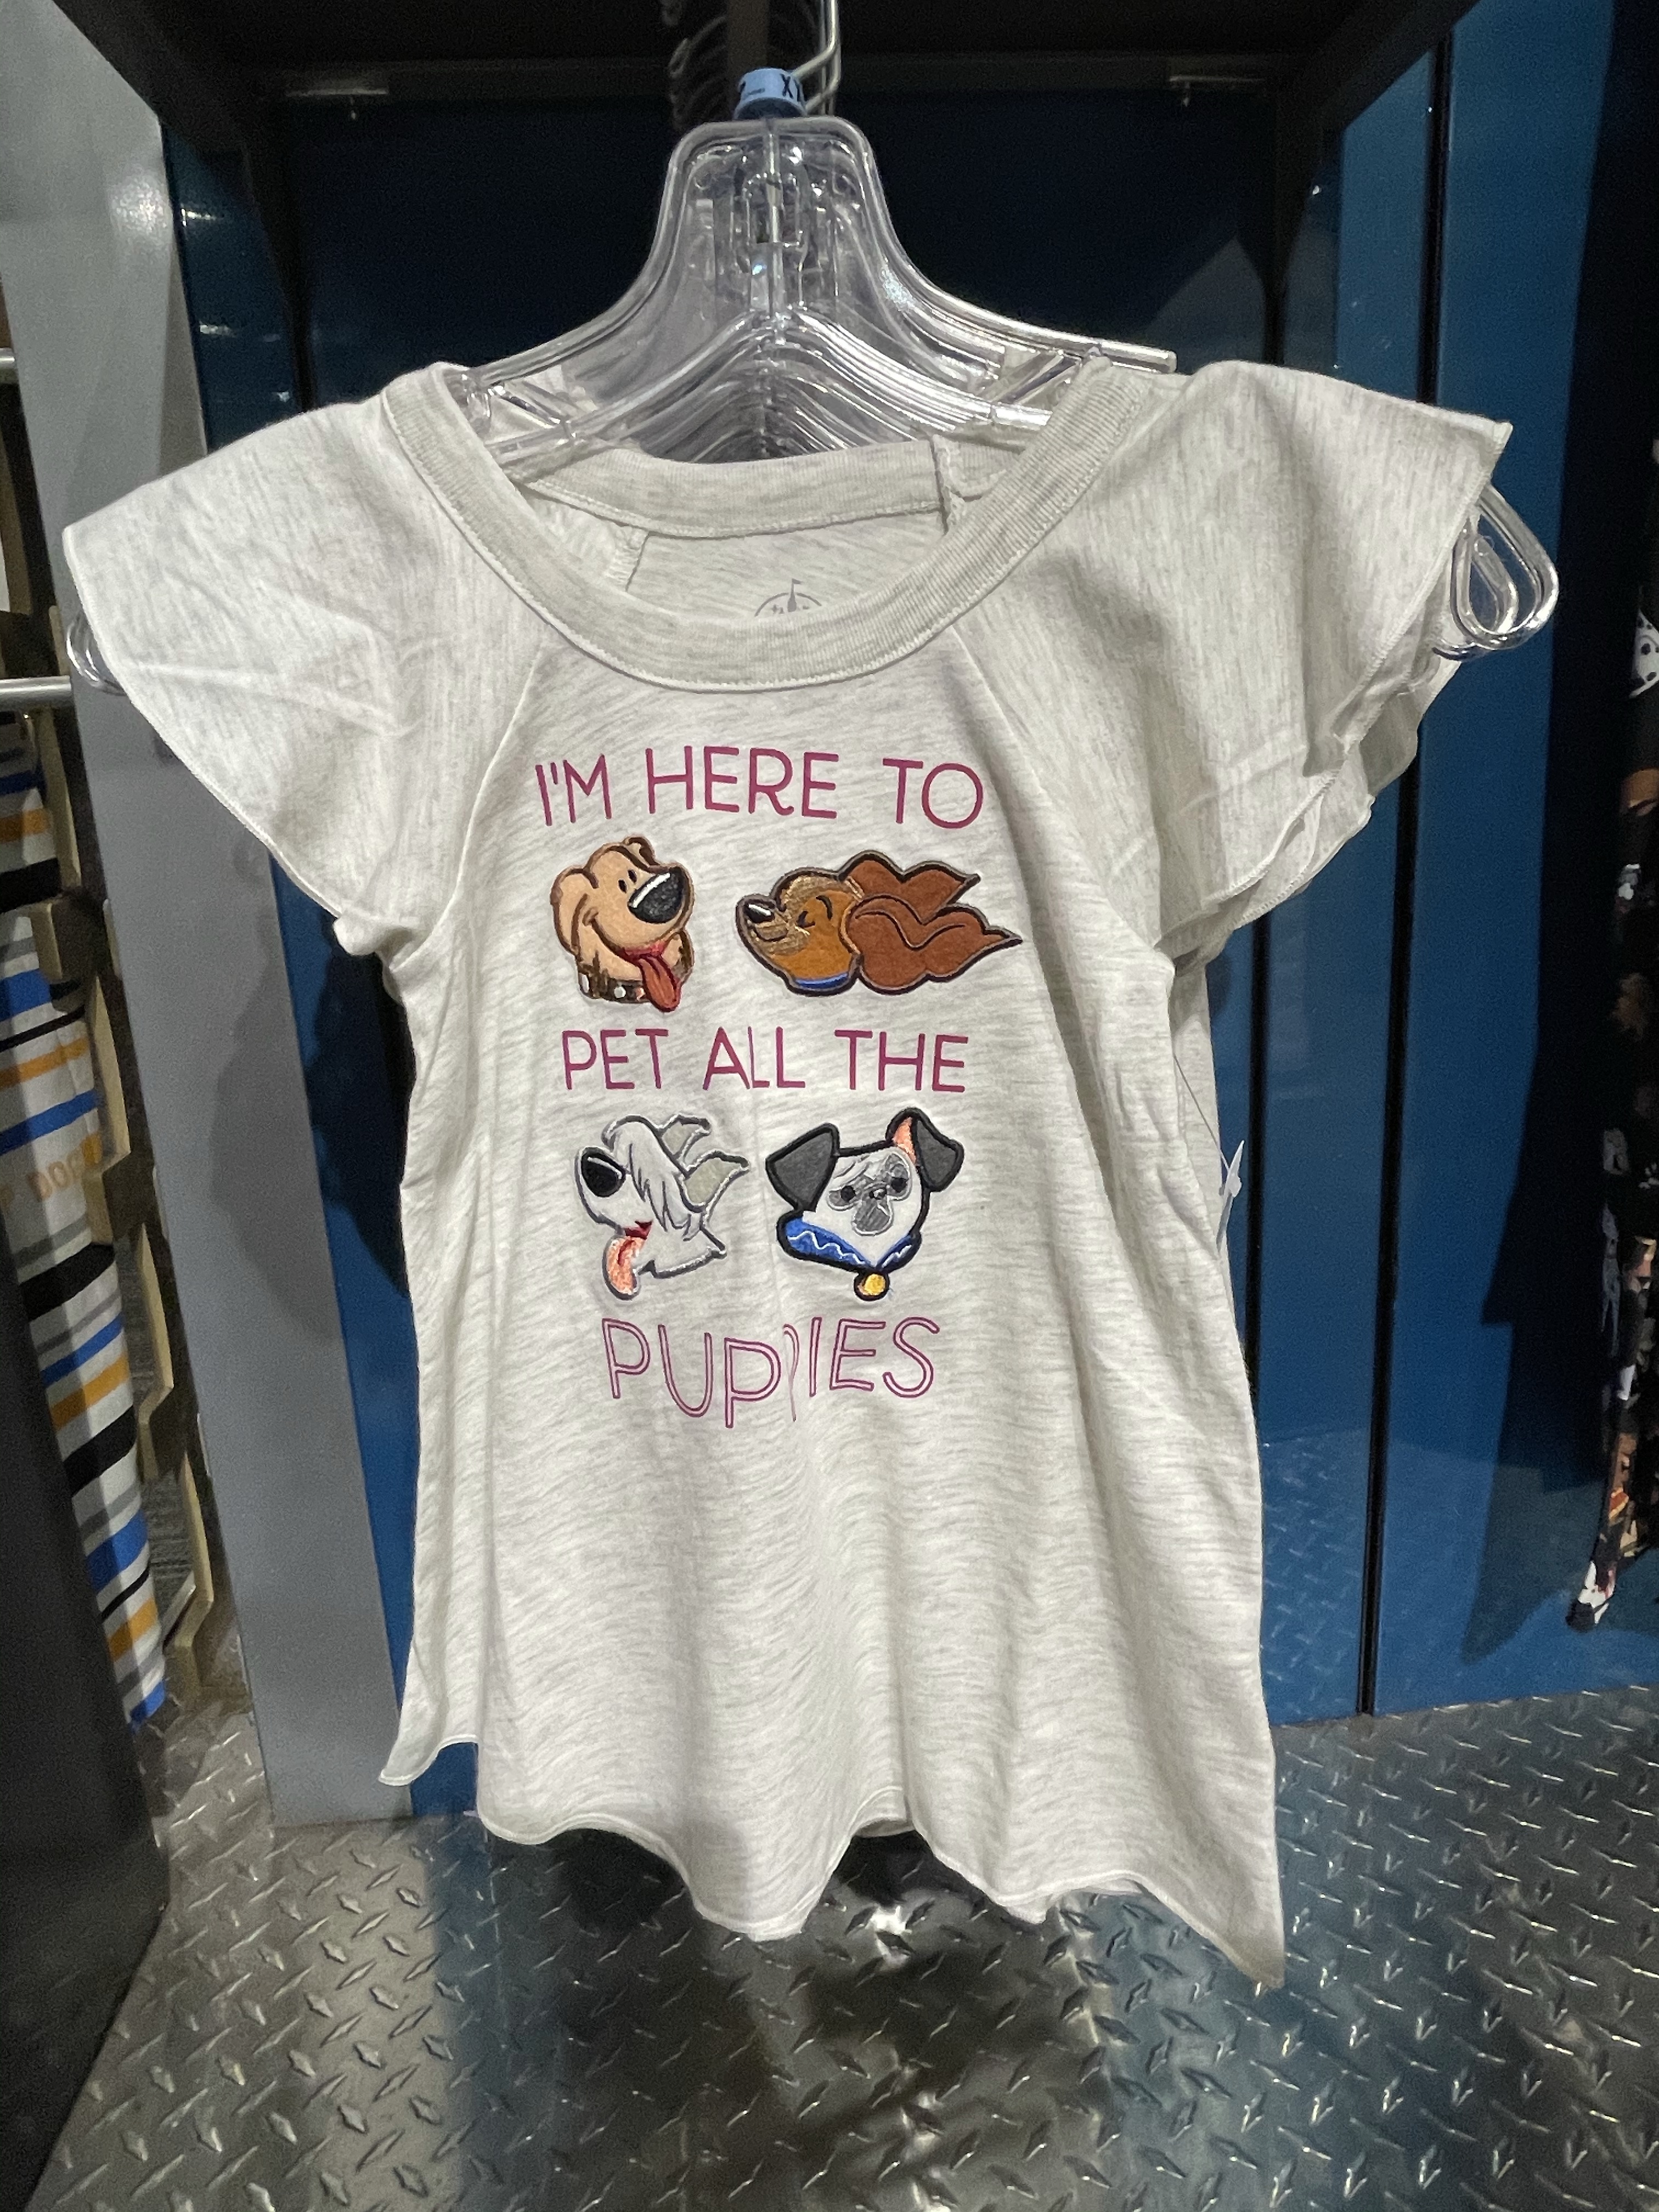 I'M HERE TO
PET ALL THE
PUPPIES